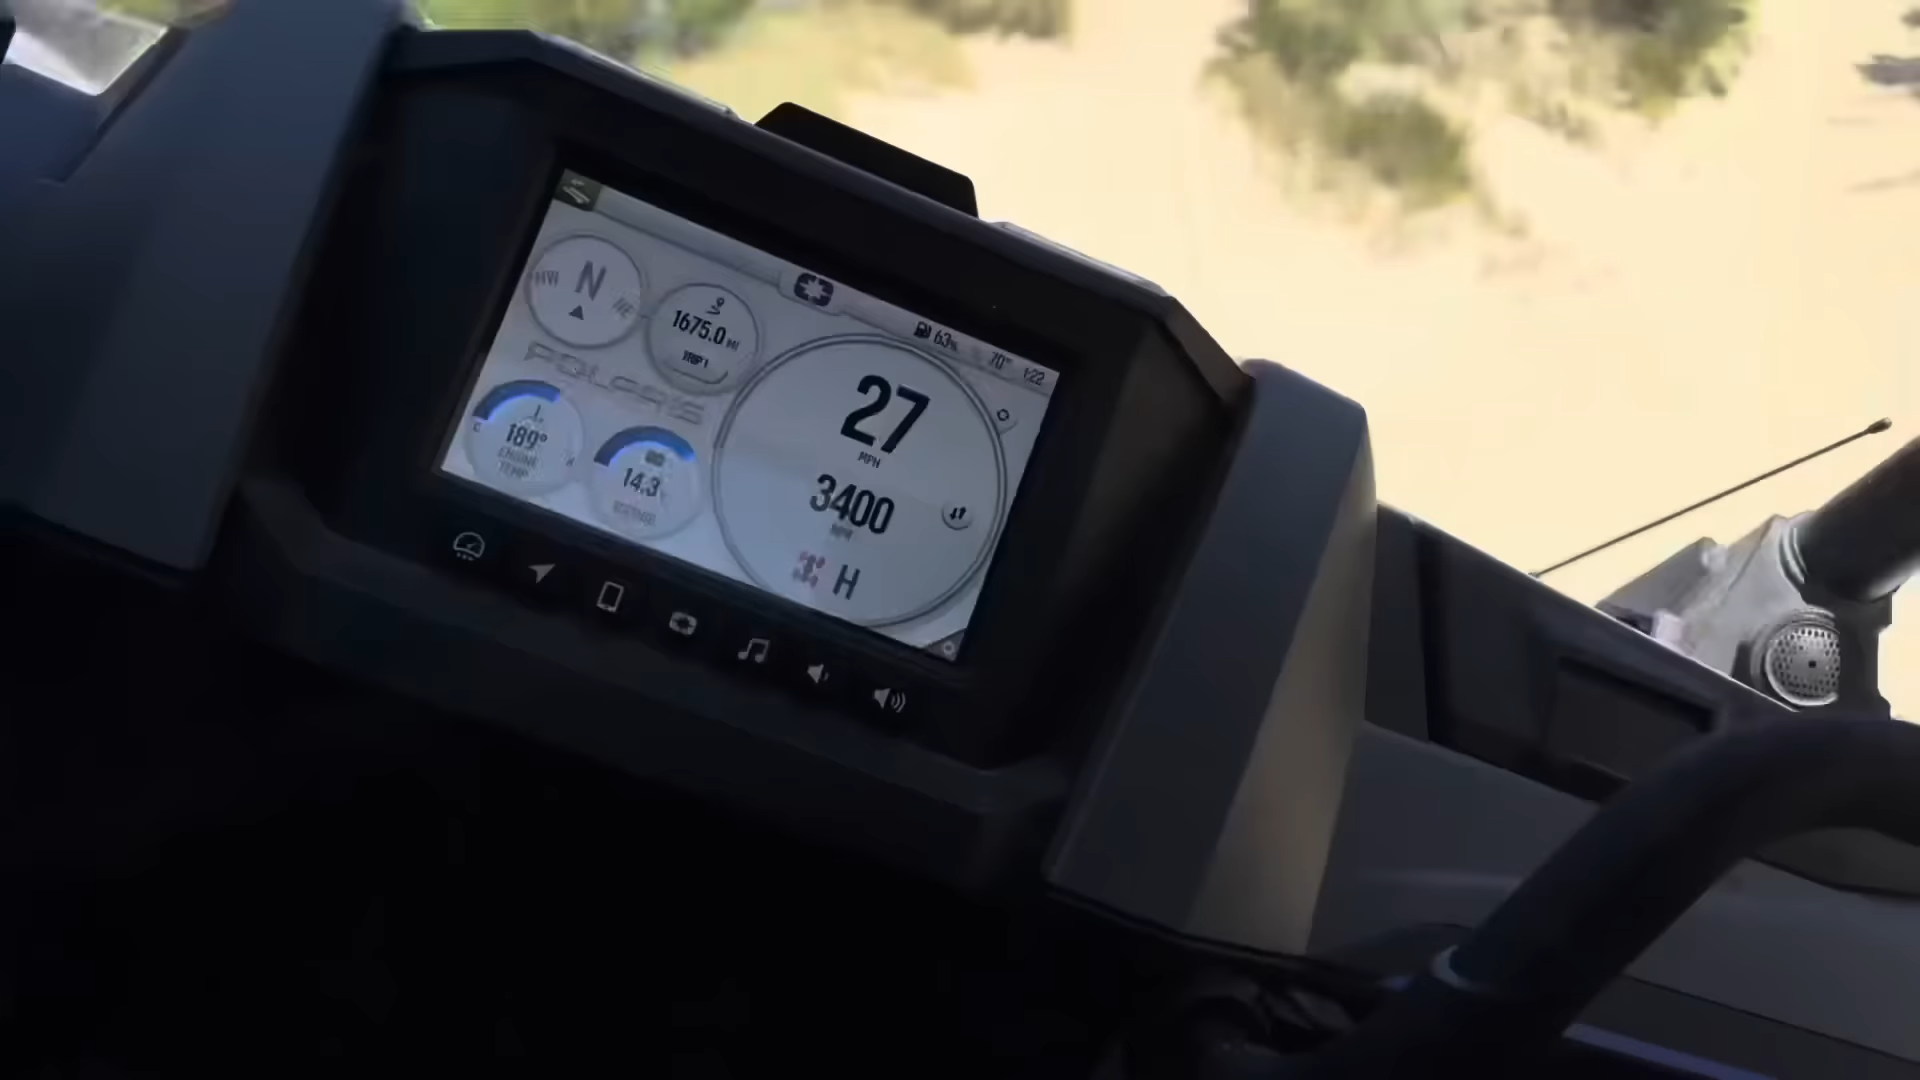 N
NE
1675.0 MI
TRIP 1
63%
70°
1:22
POLARIS
27
MPH
C
189°
H
ENGINE
TEMP
14.3
3400
RPM
H